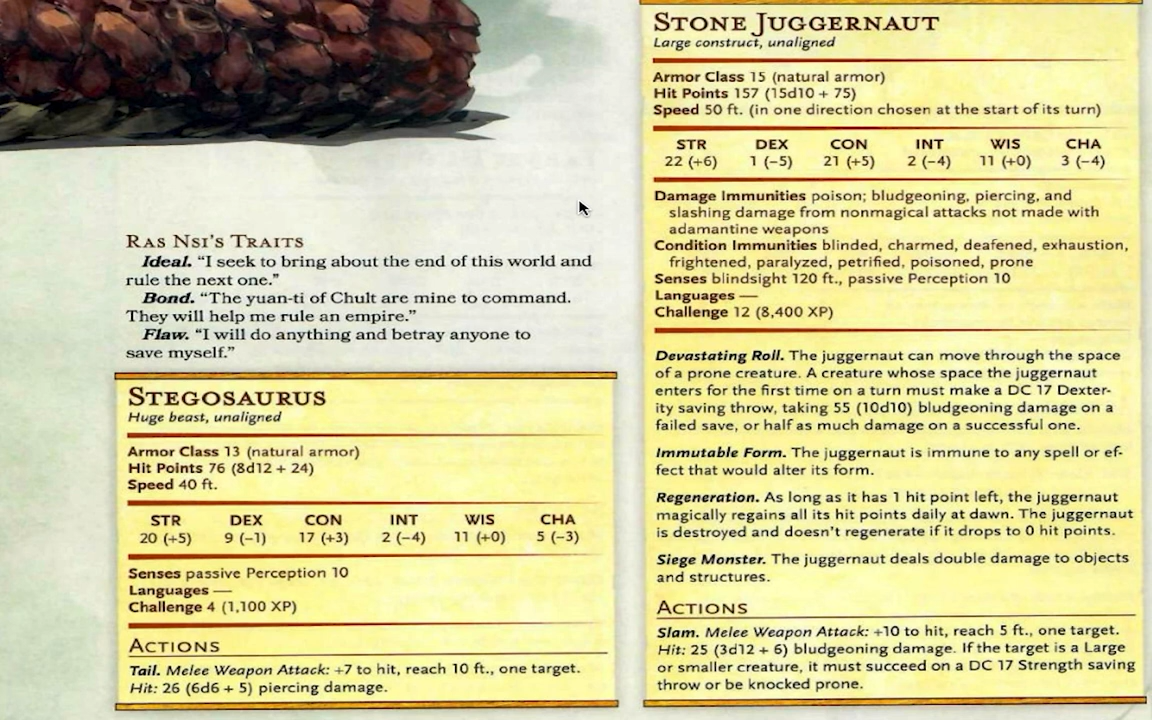 Ras Nsi's Traits
Ideal. “I seek to bring about the end of this world and
rule the next one.”
Bond. “The yuan-ti of Chult are mine to command.
They will help me rule an empire.”
Flaw. “I will do anything and betray anyone to
save myself.”
Stegosaurus
Huge beast, unaligned
Armor Class 13 (natural armor)
Hit Points 76 (8d12 + 24)
Speed 40 ft.
STR DEX CON INT WIS CHA
20 (+5) 9 (−1) 17 (+3) 2 (−4) 11 (+0) 5 (−3)
Senses passive Perception 10
Languages —
Challenge 4 (1,100 XP)
Actions
Tail. Melee Weapon Attack: +7 to hit, reach 10 ft., one target.
Hit: 26 (6d6 + 5) piercing damage.
Stone Juggernaut
Large construct, unaligned
Armor Class 15 (natural armor)
Hit Points 157 (15d10 + 75)
Speed 50 ft. (in one direction chosen at the start of its turn)
STR DEX CON INT WIS CHA
22 (+6) 1 (−5) 21 (+5) 2 (−4) 11 (+0) 3 (−4)
Damage Immunities poison; bludgeoning, piercing, and
slashing damage from nonmagical attacks not made with
adamantine weapons
Condition Immunities blinded, charmed, deafened, exhaustion,
frightened, paralyzed, petrified, poisoned, prone
Senses blindsight 120 ft., passive Perception 10
Languages —
Challenge 12 (8,400 XP)
Devastating Roll. The juggernaut can move through the space
of a prone creature. A creature whose space the juggernaut
enters for the first time on a turn must make a DC 17 Dexter-
ity saving throw, taking 55 (10d10) bludgeoning damage on a
failed save, or half as much damage on a successful one.
Immutable Form. The juggernaut is immune to any spell or ef-
fect that would alter its form.
Regeneration. As long as it has 1 hit point left, the juggernaut
magically regains all its hit points daily at dawn. The juggernaut
is destroyed and doesn't regenerate if it drops to 0 hit points.
Siege Monster. The juggernaut deals double damage to objects
and structures.
Actions
Slam. Melee Weapon Attack: +10 to hit, reach 5 ft., one target.
Hit: 25 (3d12 + 6) bludgeoning damage. If the target is a Large
or smaller creature, it must succeed on a DC 17 Strength saving
throw or be knocked prone.